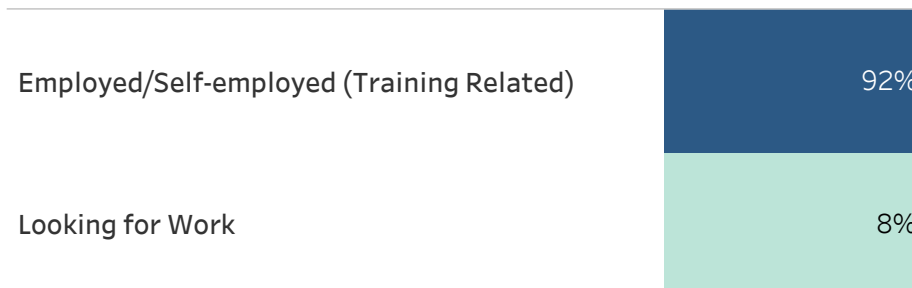 Employed/Self-employed (Training Related) 92%
Looking for Work 8%